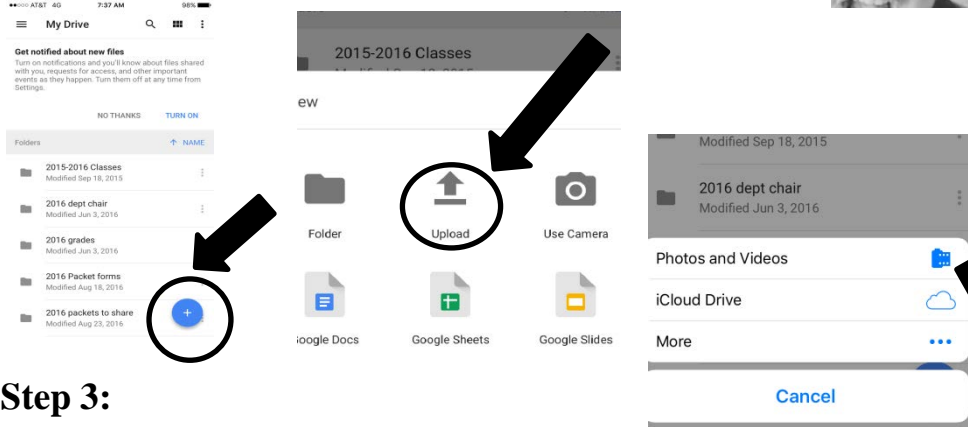 AT&T 4G 7:37 AM 98%
My Drive
Get notified about new files
Turn on notifications and you'll know about files shared
with you, requests for access, and other important
events as they happen. Turn them off at any time from
Settings.
NO THANKS TURN ON
Folders NAME
2015-2016 Classes
Modified Sep 18, 2015
2016 dept chair
Modified Jun 3, 2016
2016 grades
Modified Jun 3, 2016
2016 Packet forms
Modified Aug 18, 2016
2016 packets to share
Modified Aug 23, 2016
2015-2016 Classes
ew
Folder Upload Use Camera
oogle Docs Google Sheets Google Slides
Modified Sep 18, 2015
2016 dept chair
Modified Jun 3, 2016
Photos and Videos
iCloud Drive
More
Cancel
Step 3: